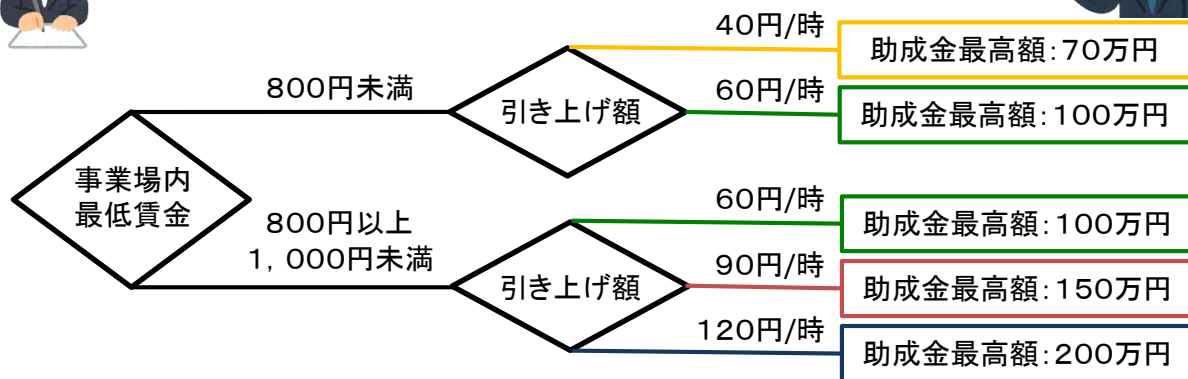 40円/時
助成金最高額:70万円
800円未満
引き上げ額
60円/時
助成金最高額:100万円
事業場内
最低賃金
800円以上
1,000円未満
引き上げ額
60円/時
助成金最高額:100万円
90円/時
助成金最高額:150万円
120円/時
助成金最高額:200万円